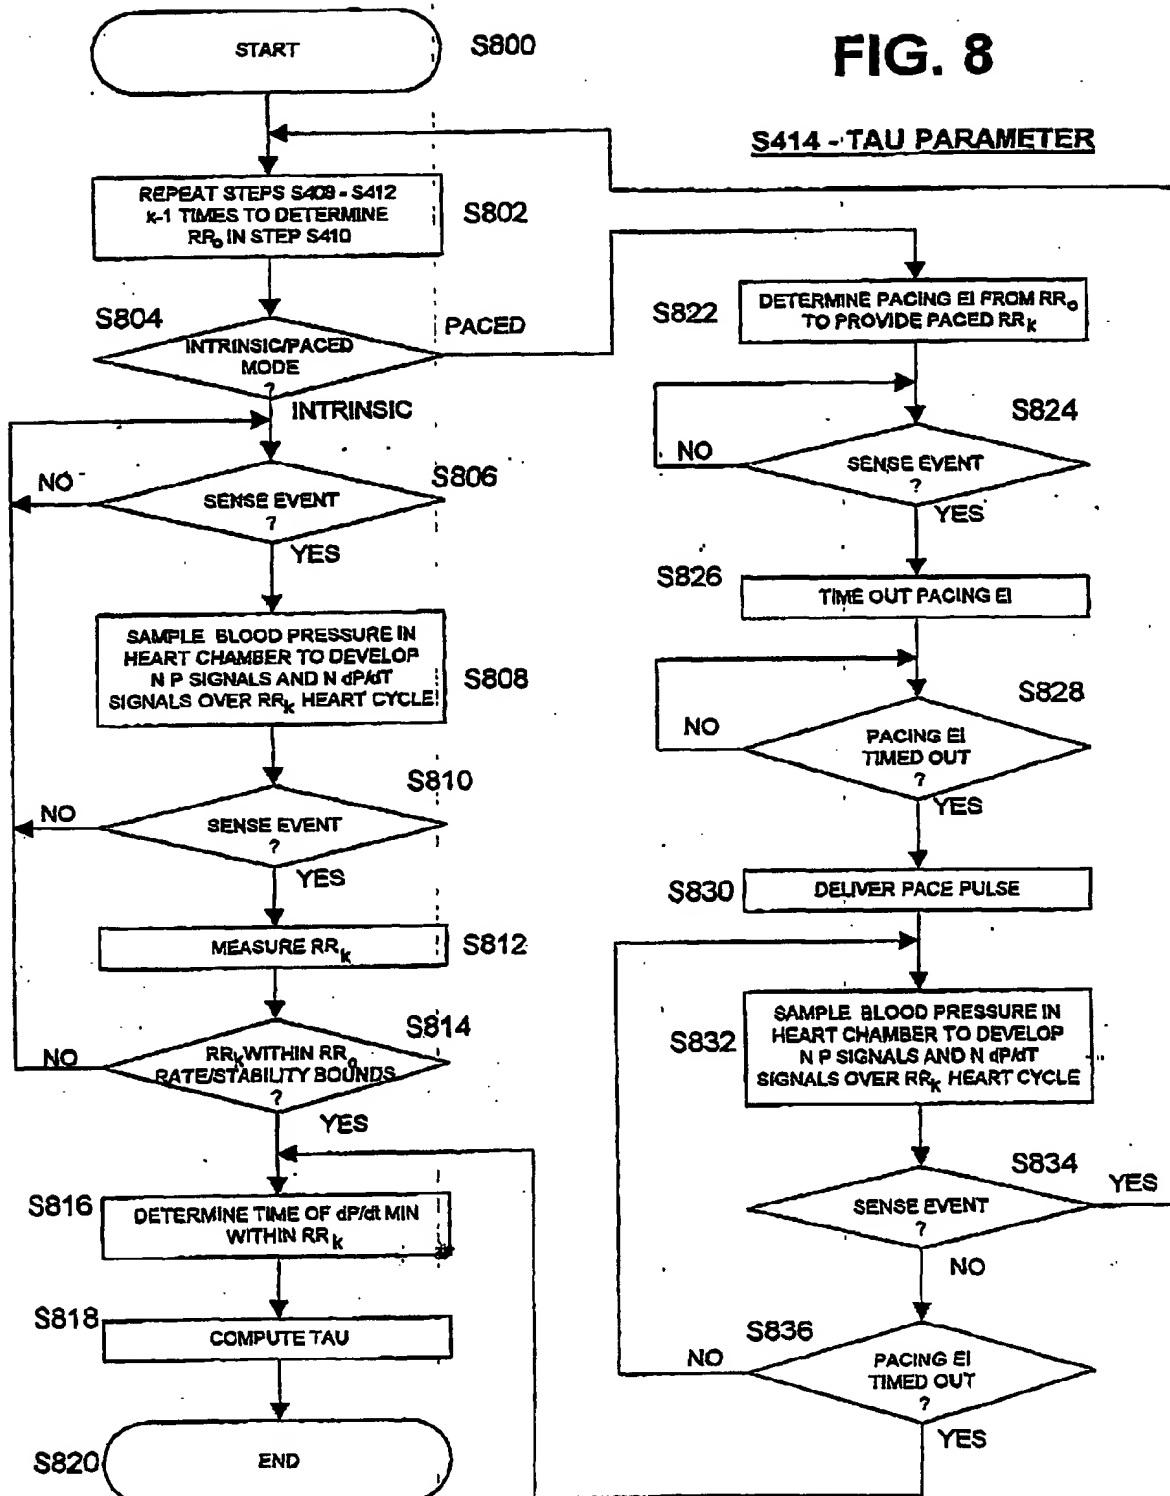 FIG. 8
S414 - TAU PARAMETER
START
S800
REPEAT STEPS S408 - S412
k-1 TIMES TO DETERMINE
RRo IN STEP S410
S802
S804
INTRINSIC/PACED
MODE
?
PACED
INTRINSIC
S806
SENSE EVENT
?
NO
YES
SAMPLE BLOOD PRESSURE IN
HEART CHAMBER TO DEVELOP
N P SIGNALS AND N dP/dT
SIGNALS OVER RRk HEART CYCLE
S808
S810
SENSE EVENT
?
NO
YES
MEASURE RRk
S812
S814
RRk WITHIN RRo
RATE/STABILITY BOUNDS
?
NO
YES
S816
DETERMINE TIME OF dP/dt MIN
WITHIN RRk
S818
COMPUTE TAU
S820
END
S822
DETERMINE PACING EI FROM RRo
TO PROVIDE PACED RRk
S824
SENSE EVENT
?
NO
YES
S826
TIME OUT PACING EI
S828
PACING EI
TIMED OUT
?
NO
YES
S830
DELIVER PACE PULSE
S832
SAMPLE BLOOD PRESSURE IN
HEART CHAMBER TO DEVELOP
N P SIGNALS AND N dP/dT
SIGNALS OVER RRk HEART CYCLE
S834
SENSE EVENT
?
YES
NO
S836
PACING EI
TIMED OUT
?
NO
YES